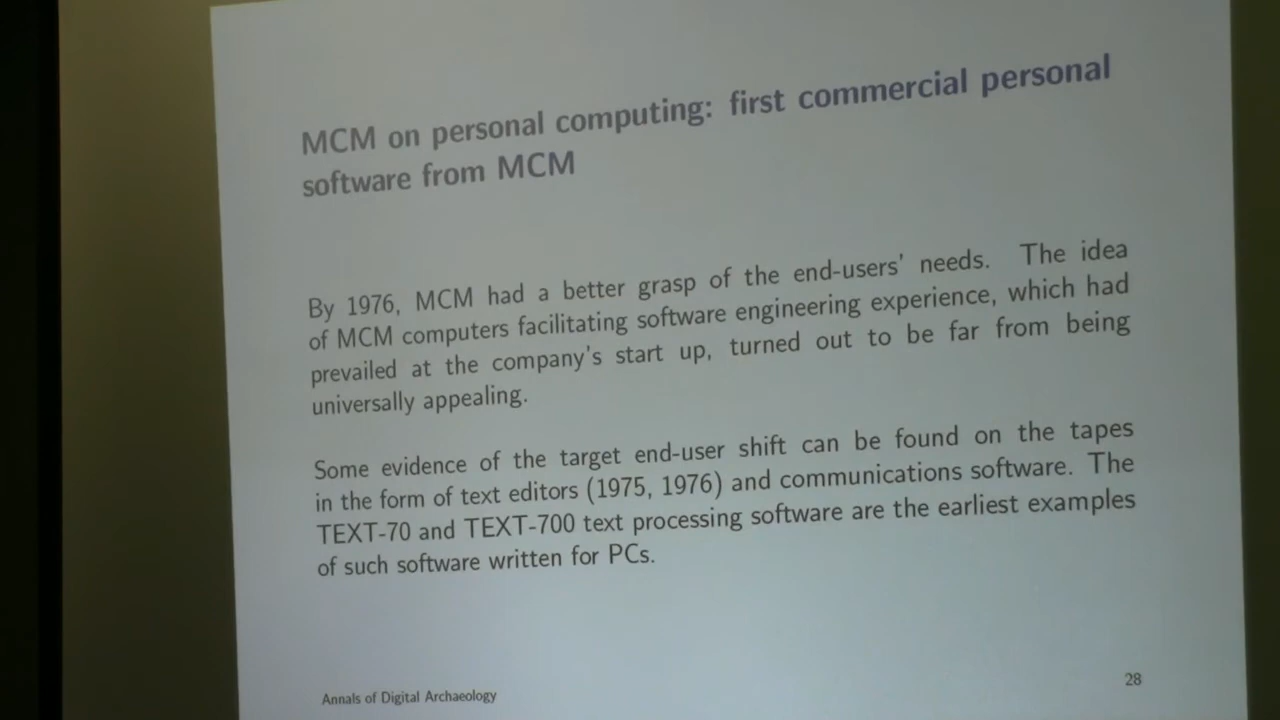 MCM on personal computing: first commercial personal
software from MCM
By 1976, MCM had a better grasp of the end-users' needs. The idea
of MCM computers facilitating software engineering experience, which had
prevailed at the company's start up, turned out to be far from being
universally appealing.
Some evidence of the target end-user shift can be found on the tapes
in the form of text editors (1975, 1976) and communications software. The
TEXT-70 and TEXT-700 text processing software are the earliest examples
of such software written for PCs.
Annals of Digital Archaeology
28